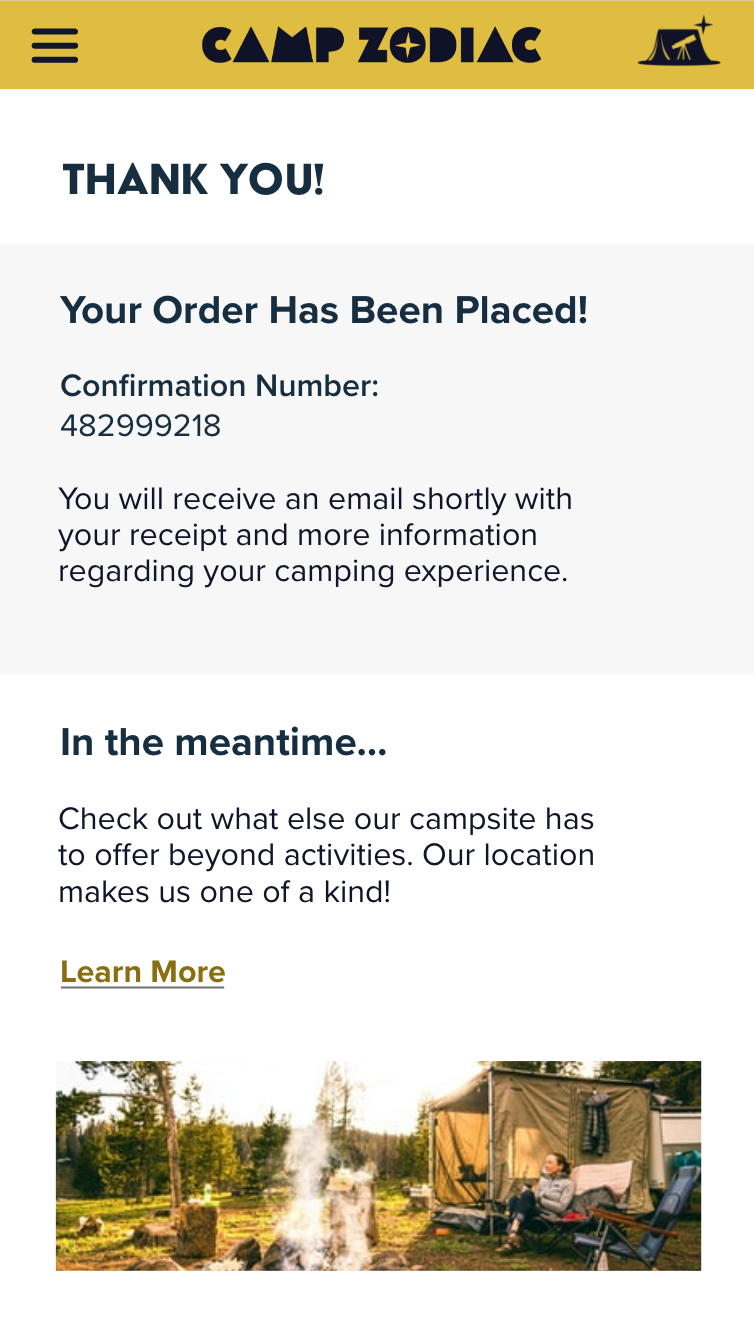 CAMP ZODIAC
THANK YOU!
Your Order Has Been Placed!
Confirmation Number:
482999218
You will receive an email shortly with
your receipt and more information
regarding your camping experience.
In the meantime...
Check out what else our campsite has
to offer beyond activities. Our location
makes us one of a kind!
Learn More